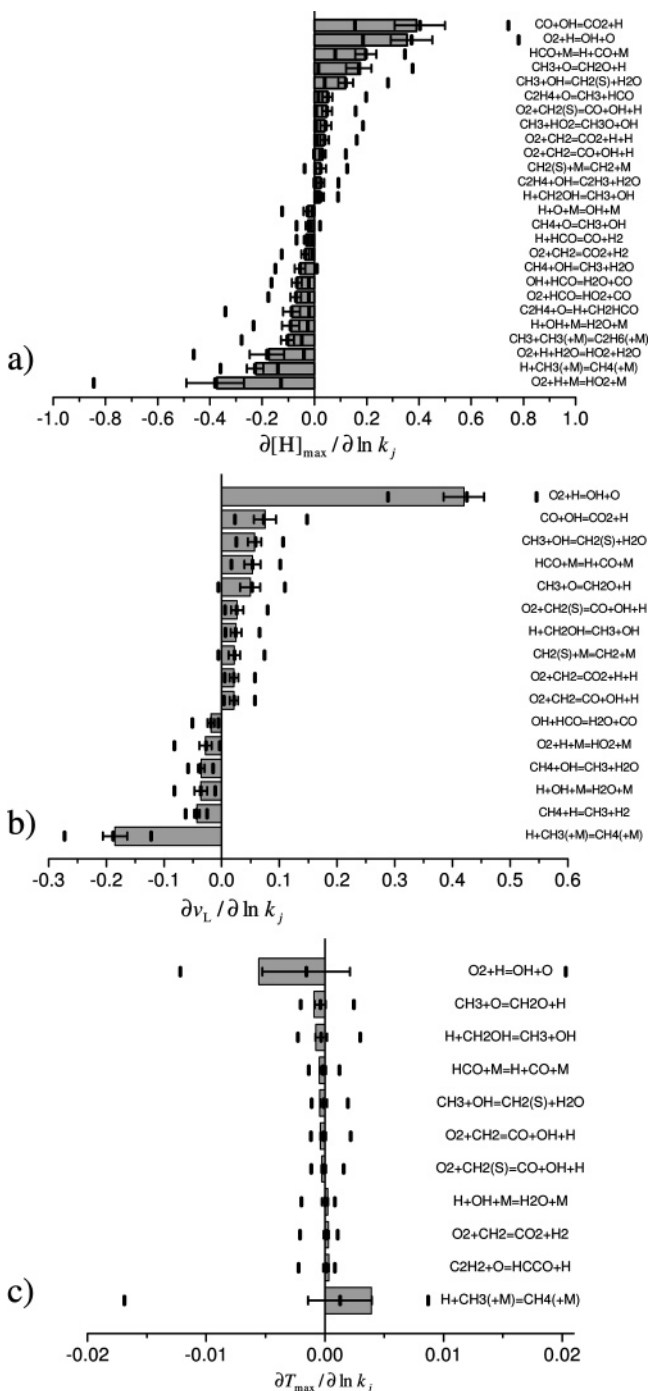 CO+OH=CO2+H
O2+H=OH+O
HCO+M=H+CO+M
CH3+O=CH2O+H
CH3+OH=CH2(S)+H2O
C2H4+O=CH3+HCO
O2+CH2(S)=CO+OH+H
CH3+HO2=CH3O+OH
O2+CH2=CO2+H+H
O2+CH2=CO+OH+H
CH2(S)+M=CH2+M
C2H4+OH=C2H3+H2O
H+CH2OH=CH3+OH
H+O+M=OH+M
CH4+O=CH3+OH
H+HCO=CO+H2
O2+CH2=CO2+H2
CH4+OH=CH3+H2O
OH+HCO=H2O+CO
O2+HCO=HO2+CO
C2H4+O=H+CH2HCO
H+OH+M=H2O+M
CH3+CH3(+M)=C2H6(+M)
O2+H+H2O=HO2+H2O
H+CH3(+M)=CH4(+M)
O2+H+M=HO2+M
a)
-1.0 -0.8 -0.6 -0.4 -0.2 0.0 0.2 0.4 0.6 0.8 1.0
∂[H]max / ∂ ln kj
O2+H=OH+O
CO+OH=CO2+H
CH3+OH=CH2(S)+H2O
HCO+M=H+CO+M
CH3+O=CH2O+H
O2+CH2(S)=CO+OH+H
H+CH2OH=CH3+OH
CH2(S)+M=CH2+M
O2+CH2=CO2+H+H
O2+CH2=CO+OH+H
OH+HCO=H2O+CO
O2+H+M=HO2+M
CH4+OH=CH3+H2O
H+OH+M=H2O+M
CH4+H=CH3+H2
H+CH3(+M)=CH4(+M)
b)
-0.3 -0.2 -0.1 0.0 0.1 0.2 0.3 0.4 0.5 0.6
∂vL / ∂ ln kj
O2+H=OH+O
CH3+O=CH2O+H
H+CH2OH=CH3+OH
HCO+M=H+CO+M
CH3+OH=CH2(S)+H2O
O2+CH2=CO+OH+H
O2+CH2(S)=CO+OH+H
H+OH+M=H2O+M
O2+CH2=CO2+H2
C2H2+O=HCCO+H
H+CH3(+M)=CH4(+M)
c)
-0.02 -0.01 0.00 0.01 0.02
∂Tmax / ∂ ln kj